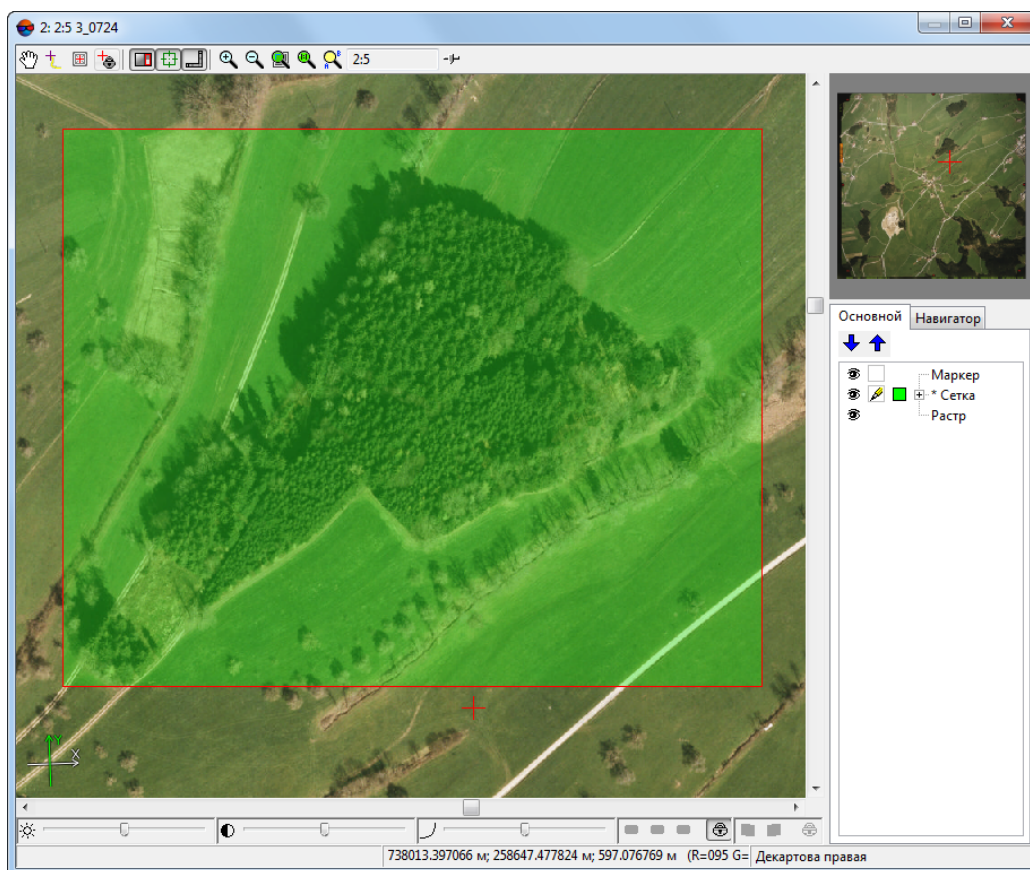 2: 2:5 3_0724
2:5
Основной
Навигатор
Маркер
* Сетка
Растр
Y
X
738013.397066 м; 258647.477824 м; 597.076769 м (R=095 G=
Декартова правая